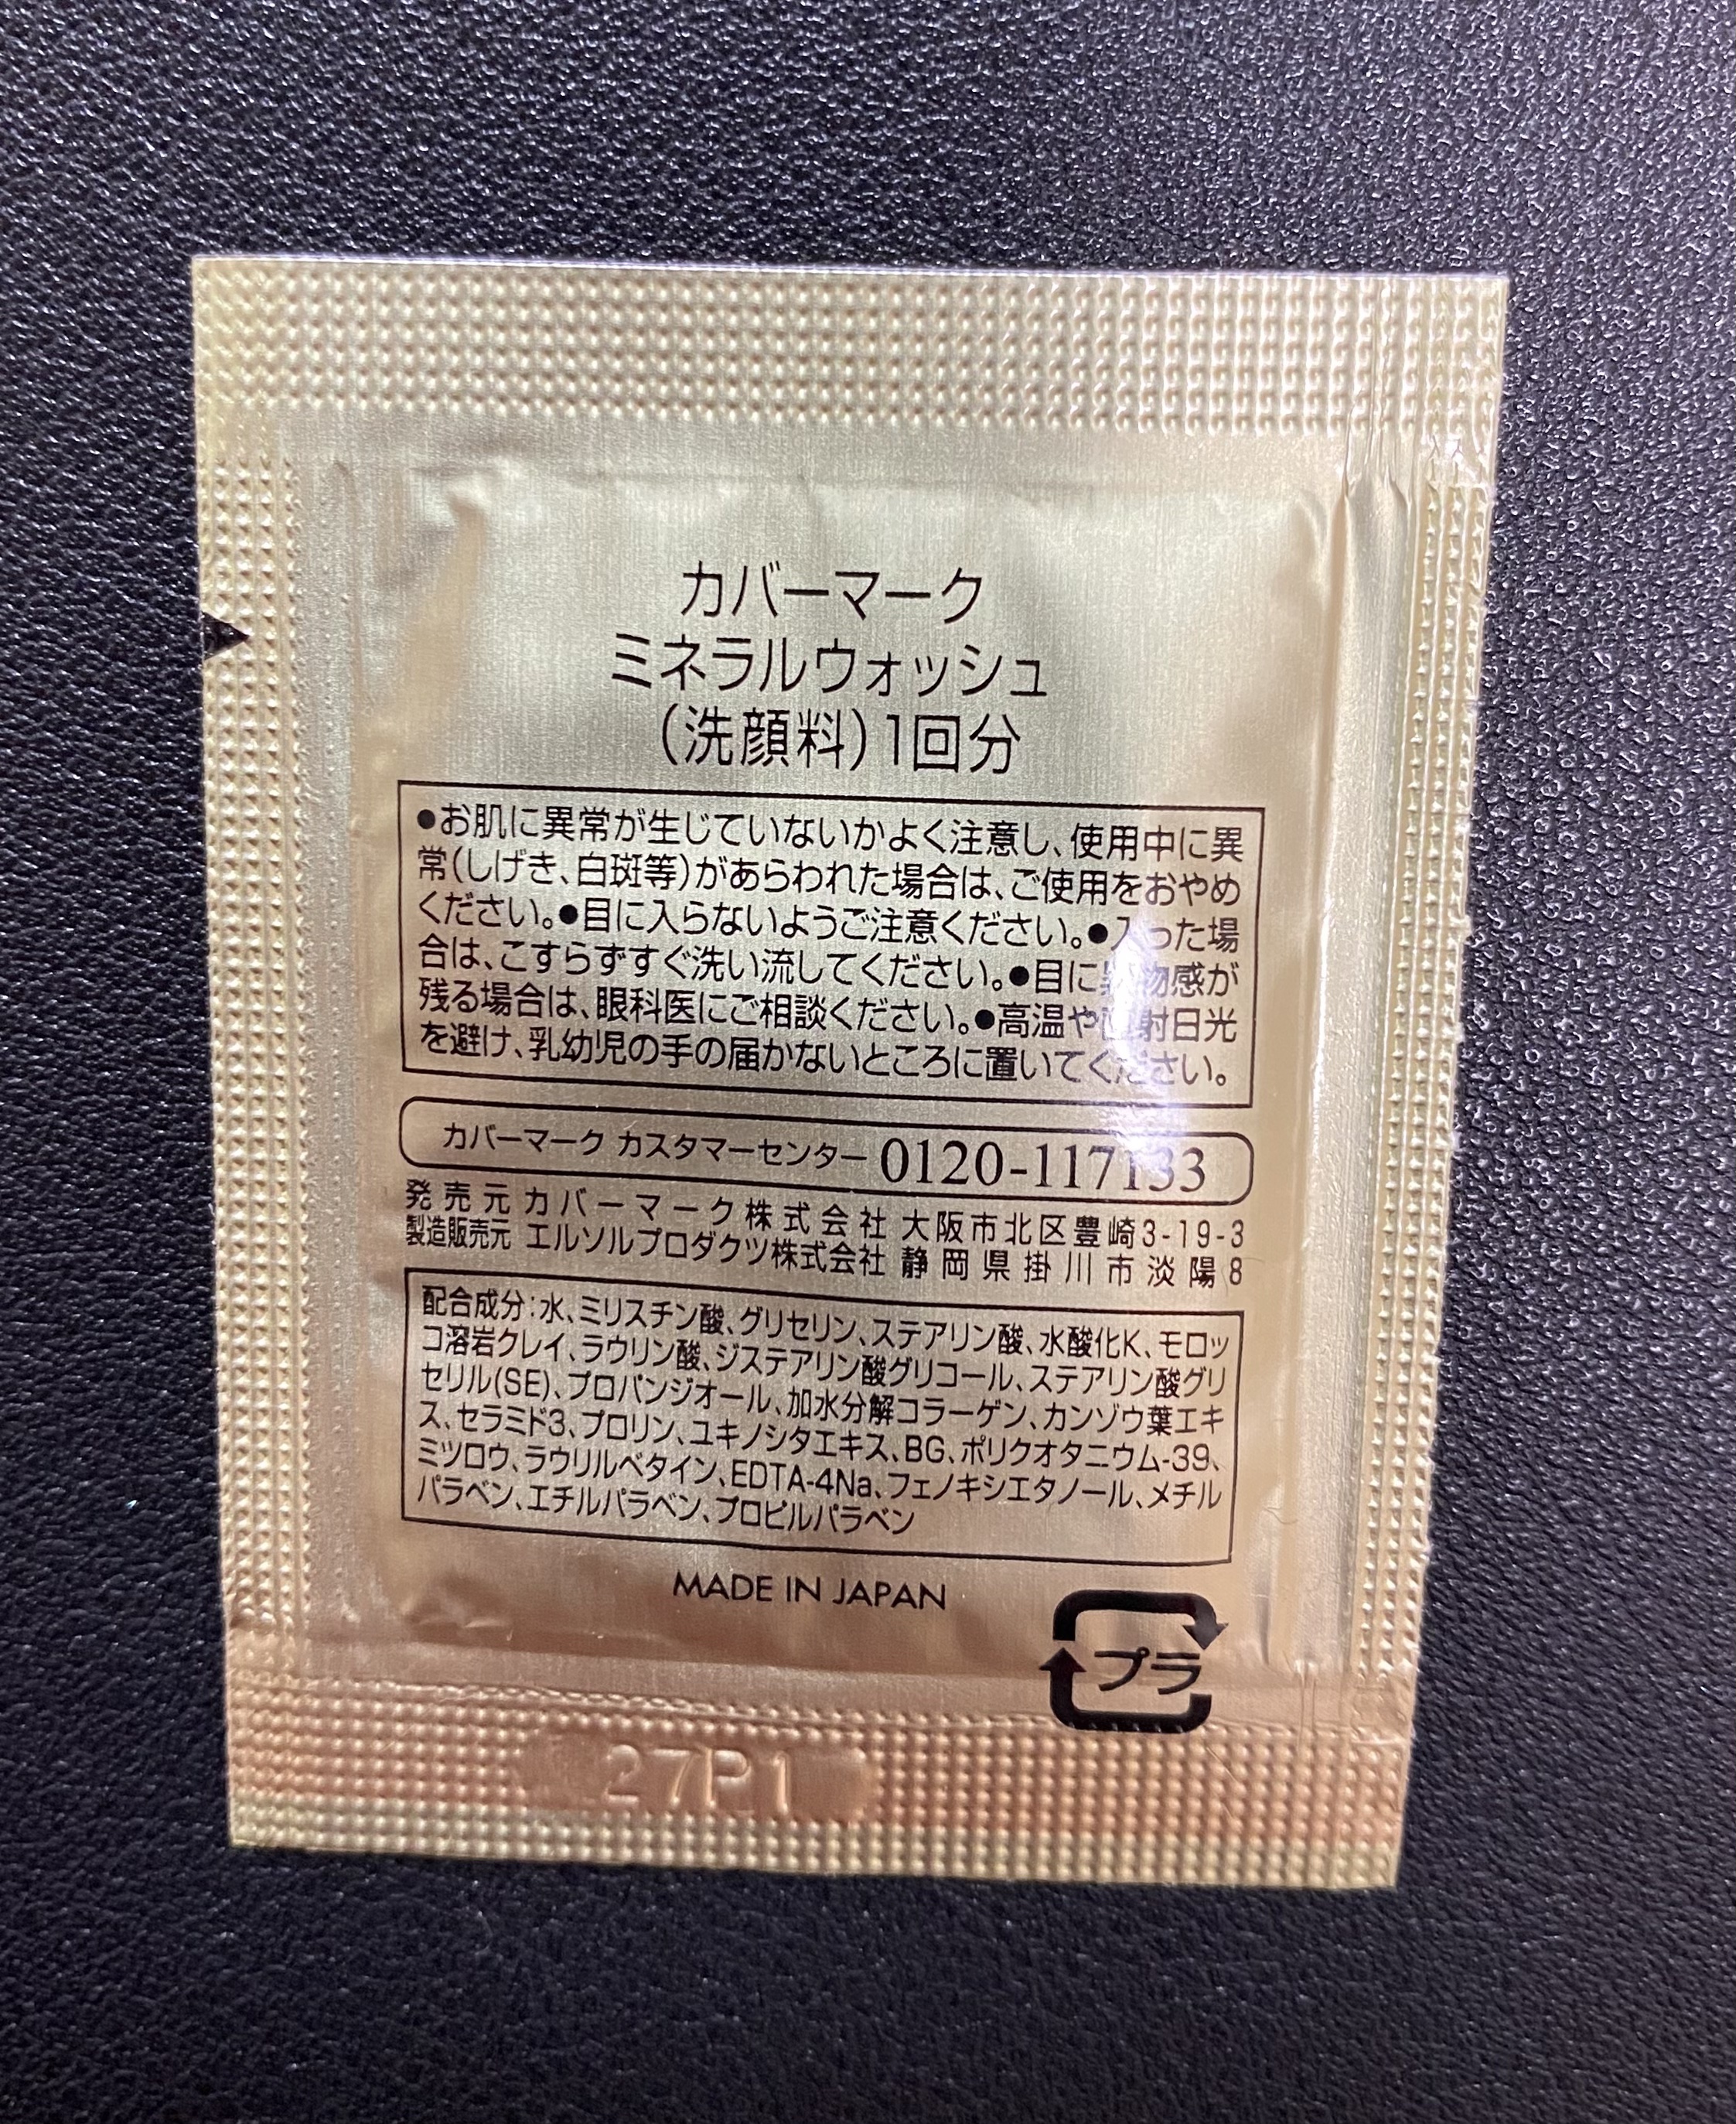 カバーマーク
ミネラルウォッシュ
(洗顔料)1回分
●お肌に異常が生じていないかよく注意し、使用中に異
常(しげき、白斑等)があらわれた場合は、ご使用をおやめ
ください。●目に入らないようご注意ください。●入った場
合は、こすらずすぐ洗い流してください。●目に異物感が
残る場合は、眼科医にご相談ください。●高温や直射日光
を避け、乳幼児の手の届かないところに置いてください。
カバーマーク カスタマーセンター 0120-117133
発売元 カバーマーク株式会社 大阪市北区豊崎3-19-3
製造販売元 エルソルプロダクツ株式会社 静岡県掛川市淡陽8
配合成分:水、ミリスチン酸、グリセリン、ステアリン酸、水酸化K、モロッ
コ溶岩クレイ、ラウリン酸、ジステアリン酸グリコール、ステアリン酸グリ
セリル(SE)、プロパンジオール、加水分解コラーゲン、カンゾウ葉エキ
ス、セラミド3、プロリン、ユキノシタエキス、BG、ポリクオタニウム-39、
ミツロウ、ラウリルベタイン、EDTA-4Na、フェノキシエタノール、メチル
パラベン、エチルパラベン、プロピルパラベン
MADE IN JAPAN
プラ
27P1